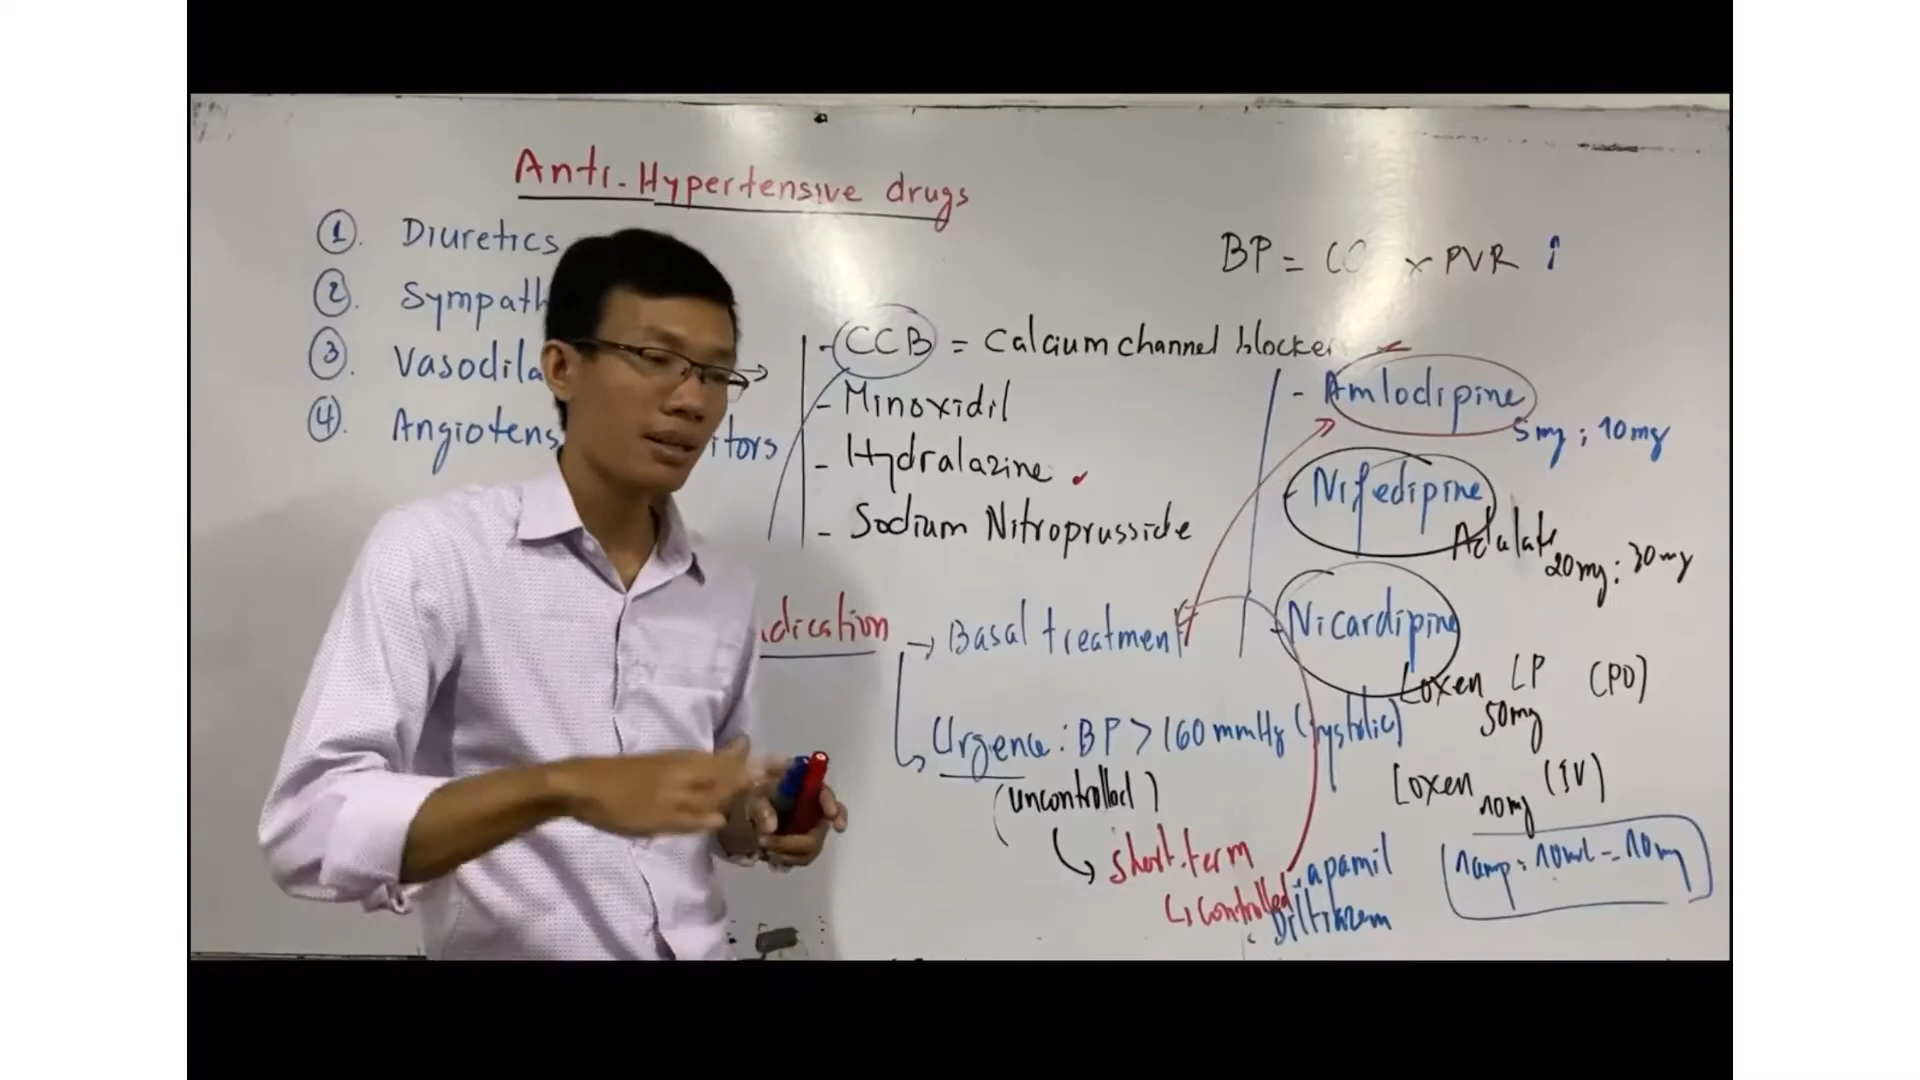 Anti-Hypertensive drugs
①. Diuretics
②. Sympath
③. Vasodila
④. Angiotens itors
BP = CO × PVR ↑
- CCB = Calcium channel blocker
- Minoxidil
- Hydralazine ✓
- Sodium Nitroprusside
- Amlodipine
5mg ; 10mg
- Nifedipine
Adalate
20mg ; 30mg
- Nicardipine
Loxen LP (PO)
50mg
Loxen (IV)
10mg
(1amp = 10ml = 10mg
dication → Basal treatment
↳ Urgence : BP > 160 mmHg (systolic)
(uncontrolled)
↳ short-term
↳ controlled
apamil
Diltiazem